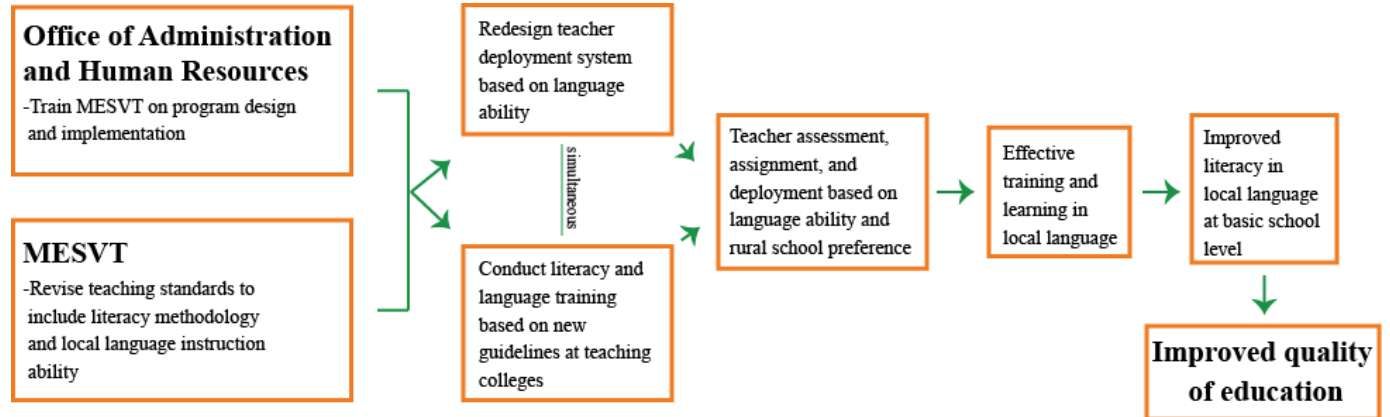 Office of Administration
and Human Resources
-Train MESVT on program design
and implementation
MESVT
-Revise teaching standards to
include literacy methodology
and local language instruction
ability
Redesign teacher
deployment system
based on language
ability
simultaneous
Conduct literacy and
language training
based on new
guidelines at teaching
colleges
Teacher assessment,
assignment, and
deployment based on
language ability and
rural school preference
Effective
training and
learning in
local language
Improved
literacy in
local language
at basic school
level
Improved quality
of education